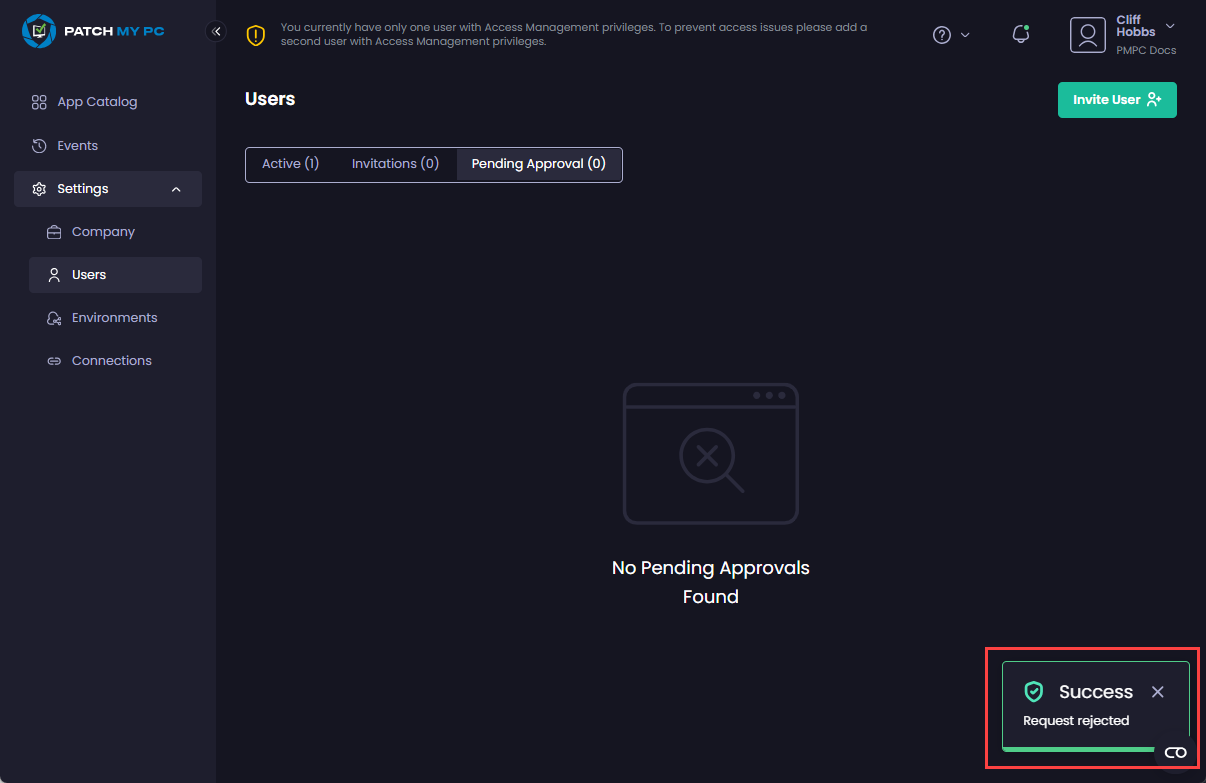 PATCH MY PC
You currently have only one user with Access Management privileges. To prevent access issues please add a
second user with Access Management privileges.
Cliff
Hobbs
PMPC Docs
App Catalog
Events
Settings
Company
Users
Environments
Connections
Users
Invite User
Active (1)
Invitations (0)
Pending Approval (0)
No Pending Approvals
Found
Success
Request rejected